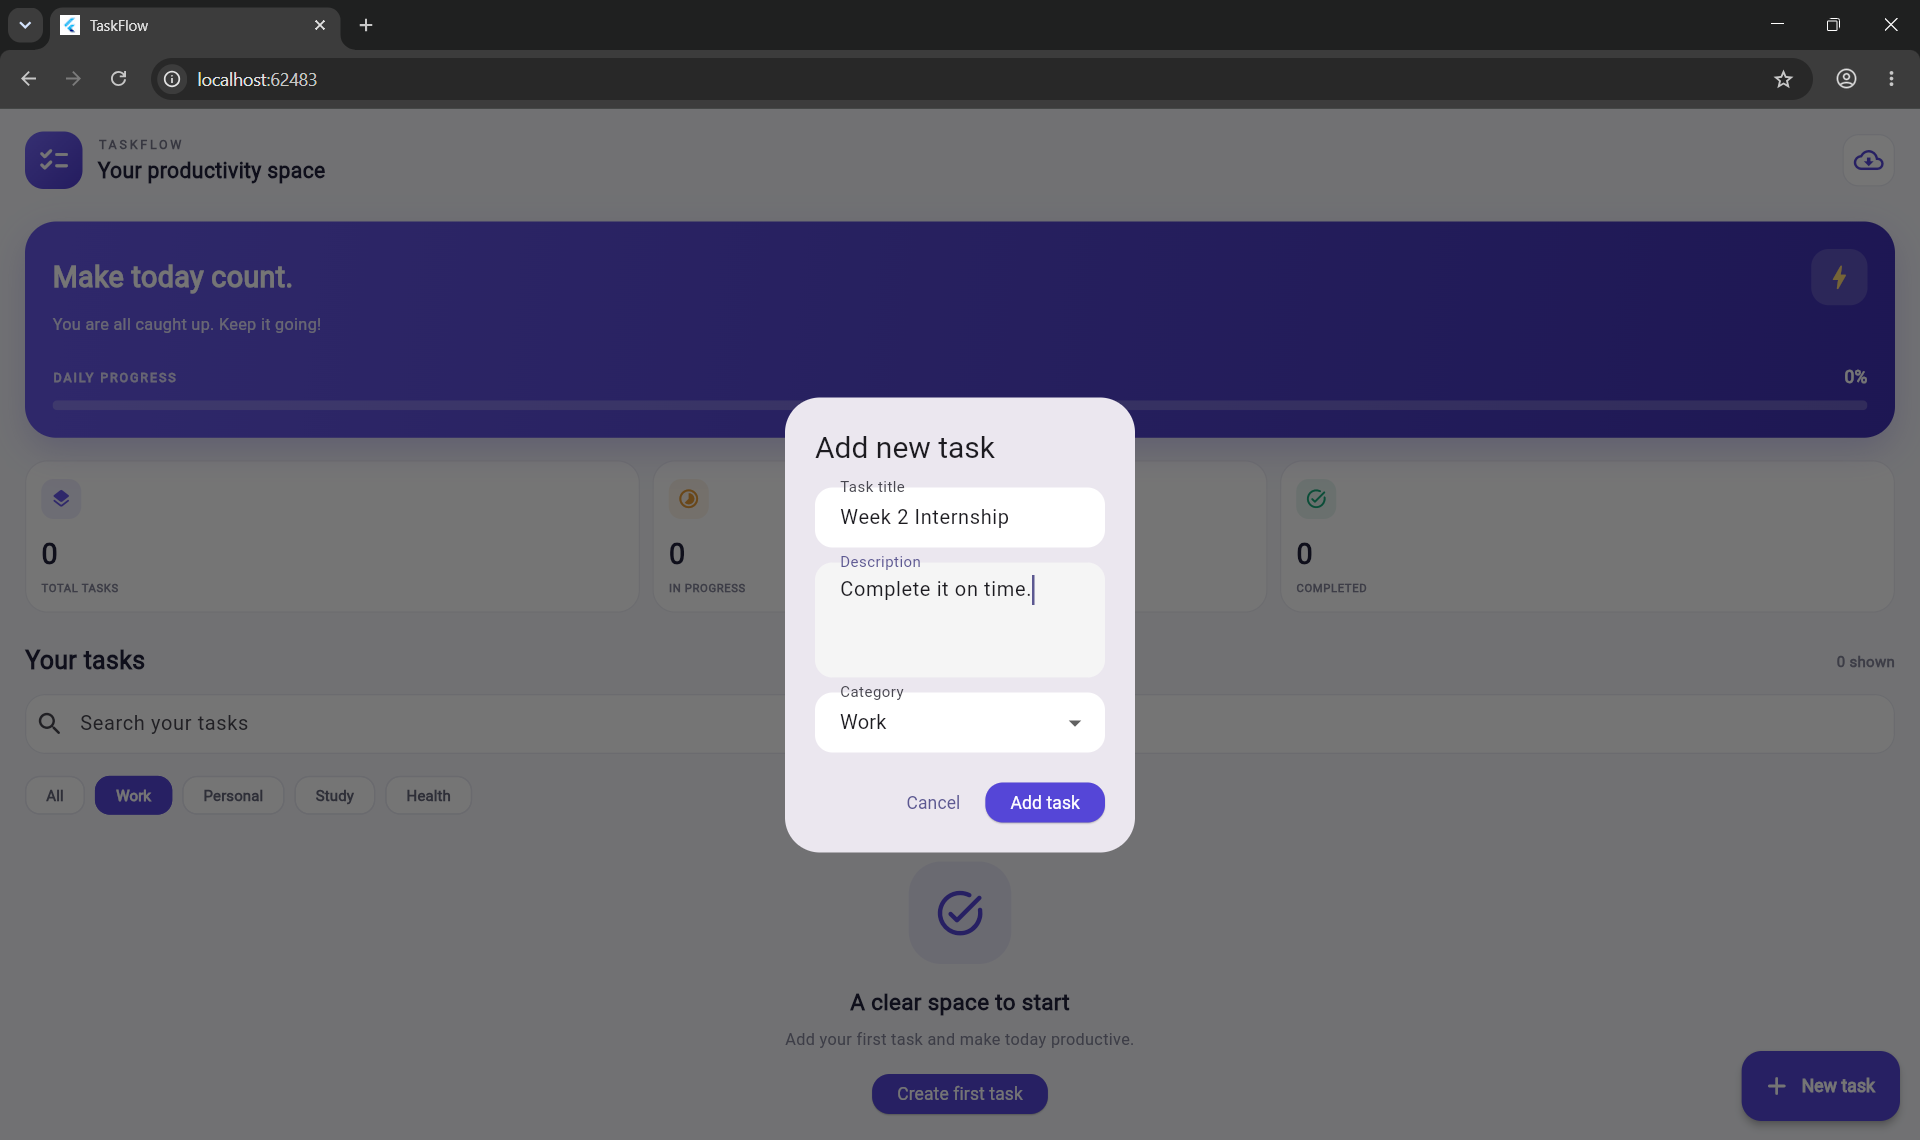 TaskFlow
localhost:62483
TASKFLOW
Your productivity space
Make today count.
You are all caught up. Keep it going!
DAILY PROGRESS
0%
0
TOTAL TASKS
0
IN PROGRESS
0
COMPLETED
Your tasks
0 shown
Search your tasks
All
Work
Personal
Study
Health
Add new task
Task title
Week 2 Internship
Description
Complete it on time.
Category
Work
Cancel
Add task
A clear space to start
Add your first task and make today productive.
Create first task
New task